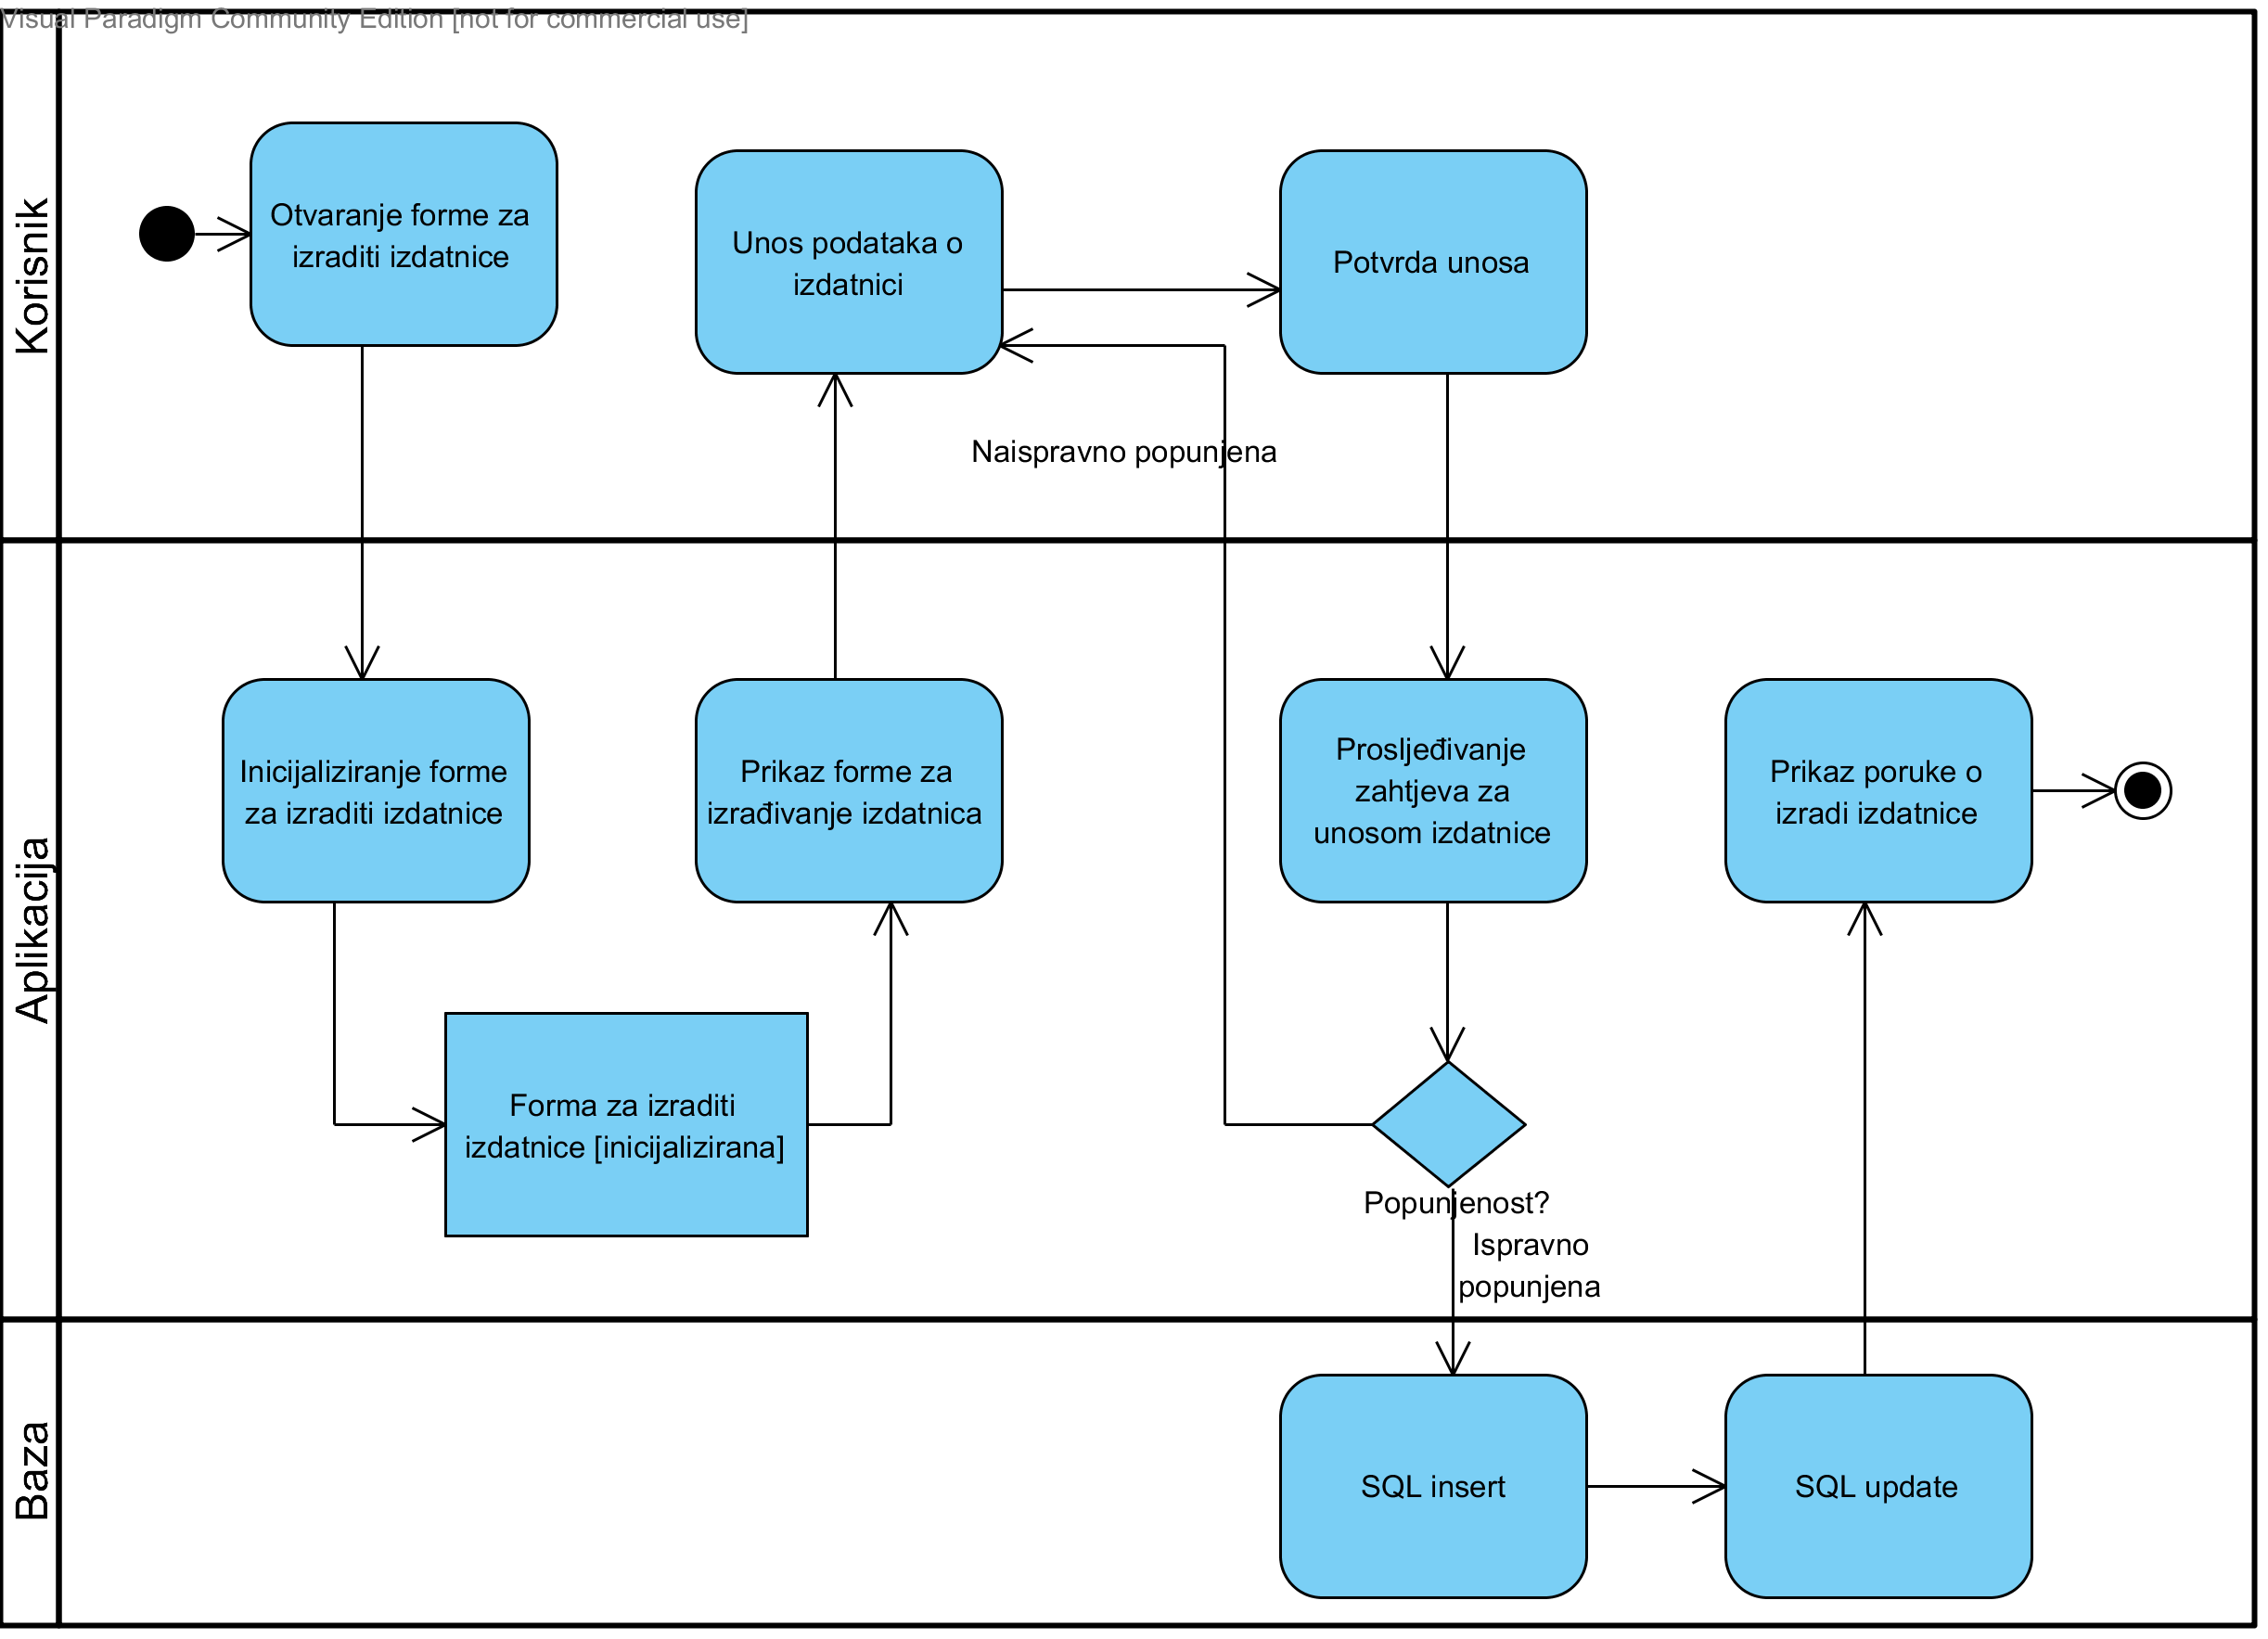 Visual Paradigm Community Edition [not for commercial use]
Korisnik
Otvaranje forme za
izraditi izdatnice
Unos podataka o
izdatnici
Potvrda unosa
Naispravno popunjena
Aplikacija
Inicijaliziranje forme
za izraditi izdatnice
Prikaz forme za
izrađivanje izdatnica
Prosljeđivanje
zahtjeva za
unosom izdatnice
Prikaz poruke o
izradi izdatnice
Forma za izraditi
izdatnice [inicijalizirana]
Popunjenost?
Ispravno
popunjena
Baza
SQL insert
SQL update